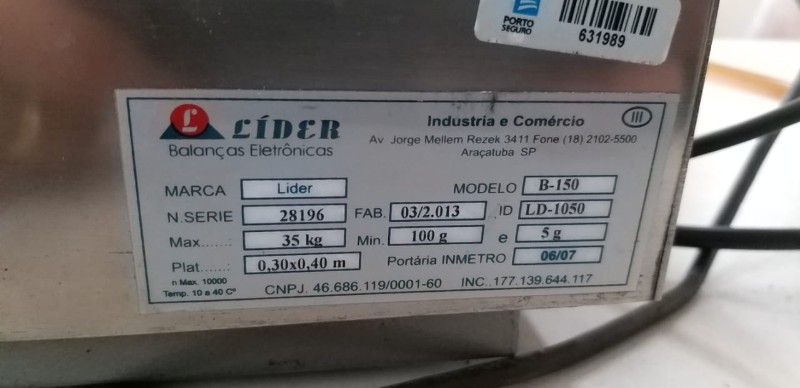 PORTO
SEGURO
631989
Ł LÍDER
Balanças Eletrônicas
Industria e Comércio
III
Av Jorge Mellem Rezek 3411 Fone (18) 2102-5500
Araçatuba SP
MARCA Lider MODELO B-150
N.SERIE 28196 FAB. 03/2.013 ID LD-1050
Max.....: 35 kg Min. 100 g e 5 g
Plat.....: 0,30x0,40 m Portária INMETRO 06/07
n Max. 10000
Temp. 10 a 40 Cº
CNPJ. 46.686.119/0001-60 INC..177.139.644.117